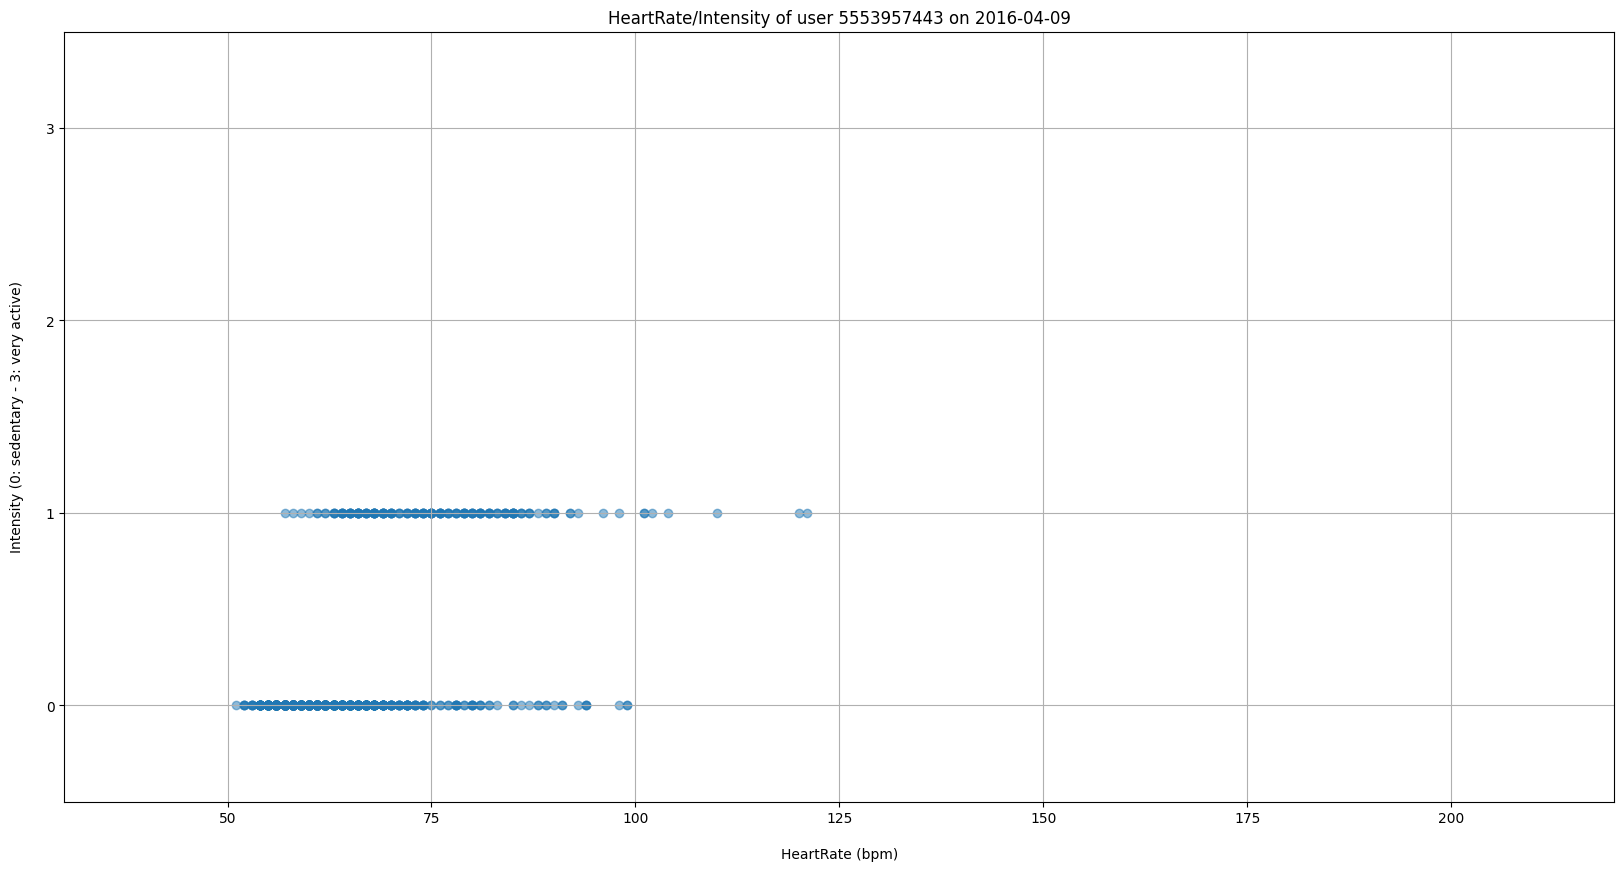 HeartRate/Intensity of user 5553957443 on 2016-04-09
Intensity (0: sedentary - 3: very active)
3
2
1
0
50 75 100 125 150 175 200
HeartRate (bpm)